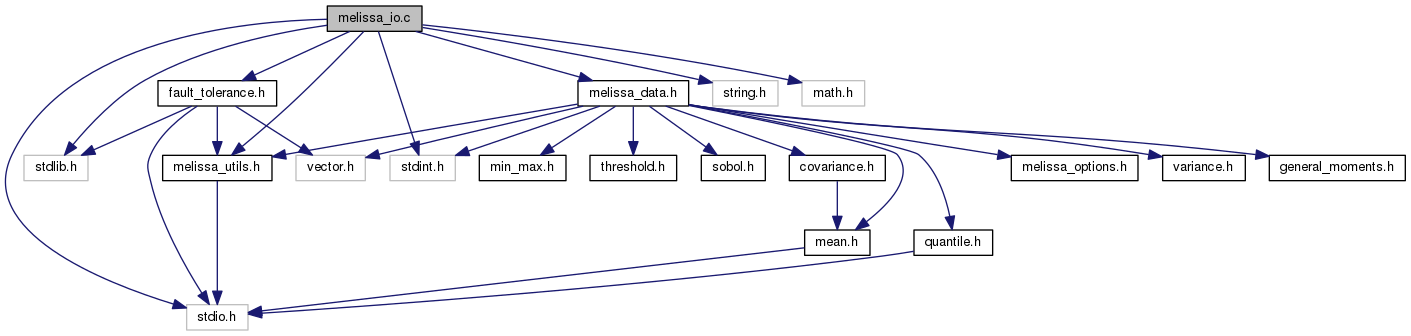 melissa_io.c
fault_tolerance.h
melissa_data.h
string.h
math.h
stdlib.h
melissa_utils.h
vector.h
stdint.h
min_max.h
threshold.h
sobol.h
covariance.h
melissa_options.h
variance.h
general_moments.h
mean.h
quantile.h
stdio.h